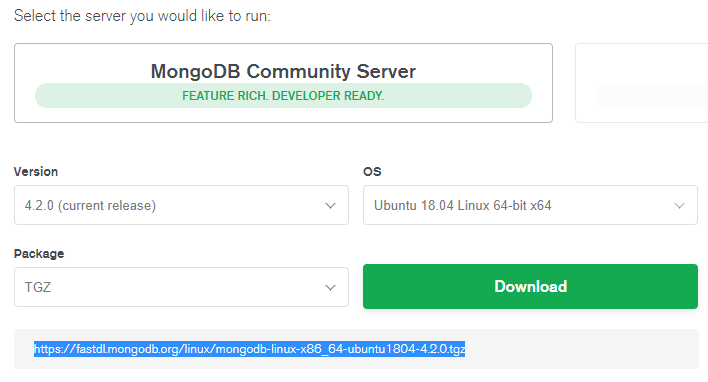 Select the server you would like to run:
MongoDB Community Server
FEATURE RICH. DEVELOPER READY.
Version
OS
4.2.0 (current release)
Ubuntu 18.04 Linux 64-bit x64
Package
TGZ
Download
https://fastdl.mongodb.org/linux/mongodb-linux-x86_64-ubuntu1804-4.2.0.tgz